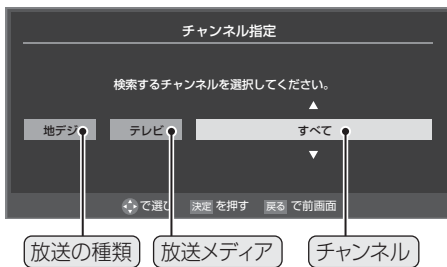 チャンネル指定
検索するチャンネルを選択してください。
地デジ テレビ すべて
で選び 決定 を押す 戻る で前画面
放送の種類 放送メディア チャンネル